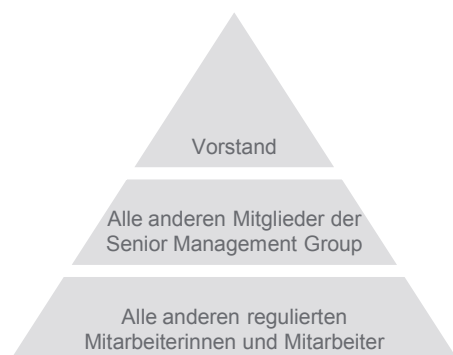 Vorstand
Alle anderen Mitglieder der
Senior Management Group
Alle anderen regulierten
Mitarbeiterinnen und Mitarbeiter